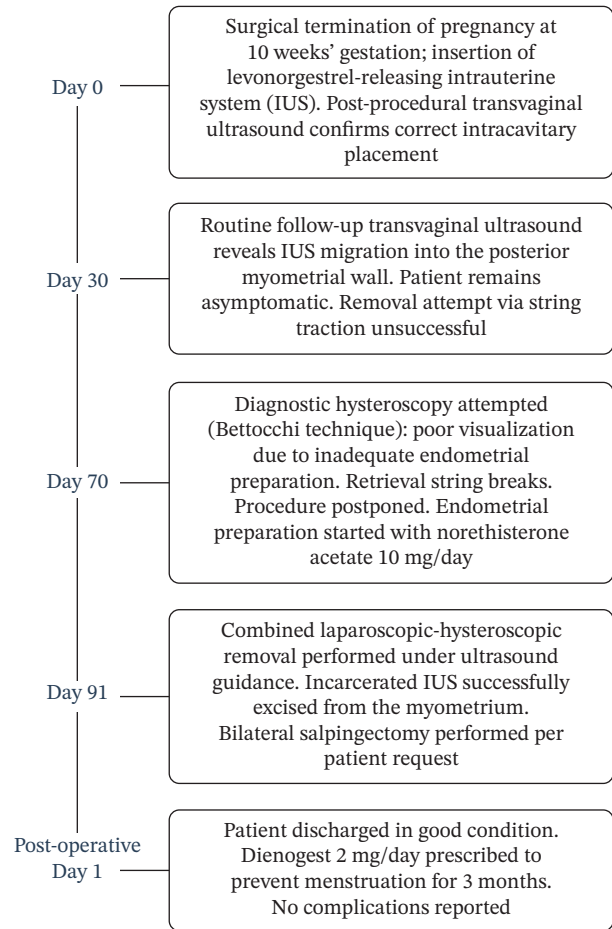 Day 0
Surgical termination of pregnancy at
10 weeks’ gestation; insertion of
levonorgestrel-releasing intrauterine
system (IUS). Post-procedural transvaginal
ultrasound confirms correct intracavitary
placement
Day 30
Routine follow-up transvaginal ultrasound
reveals IUS migration into the posterior
myometrial wall. Patient remains
asymptomatic. Removal attempt via string
traction unsuccessful
Day 70
Diagnostic hysteroscopy attempted
(Bettocchi technique): poor visualization
due to inadequate endometrial
preparation. Retrieval string breaks.
Procedure postponed. Endometrial
preparation started with norethisterone
acetate 10 mg/day
Day 91
Combined laparoscopic-hysteroscopic
removal performed under ultrasound
guidance. Incarcerated IUS successfully
excised from the myometrium.
Bilateral salpingectomy performed per
patient request
Post-operative
Day 1
Patient discharged in good condition.
Dienogest 2 mg/day prescribed to
prevent menstruation for 3 months.
No complications reported